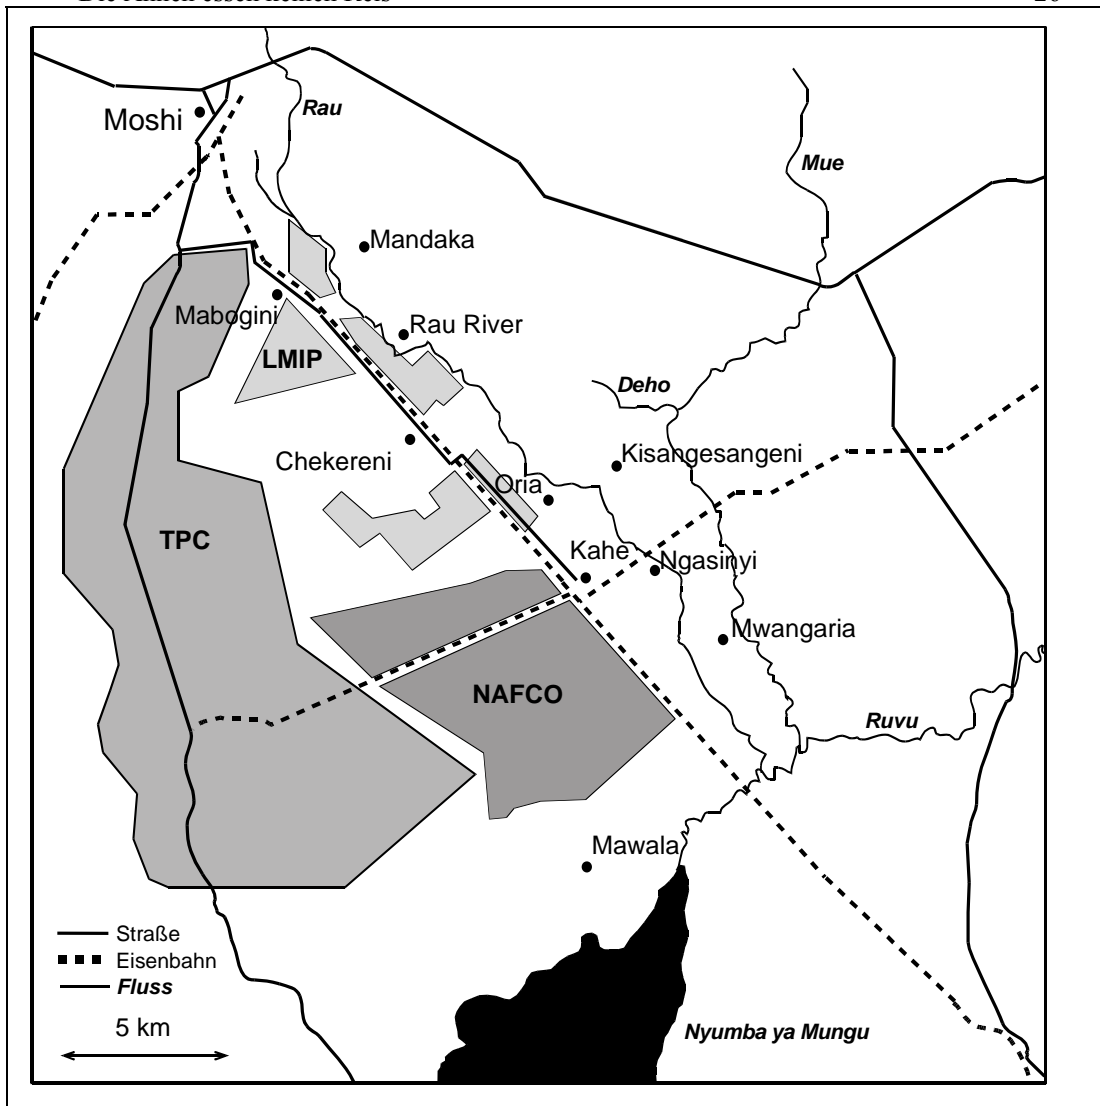 Rau
Moshi
Mue
Mandaka
Mabogini
Rau River
LMIP
Deho
Chekereni
Kisangesangeni
Oria
TPC
Kahe
Ngasinyi
Mwangaria
NAFCO
Ruvu
Mawala
Straße
Eisenbahn
Fluss
5 km
Nyumba ya Mungu